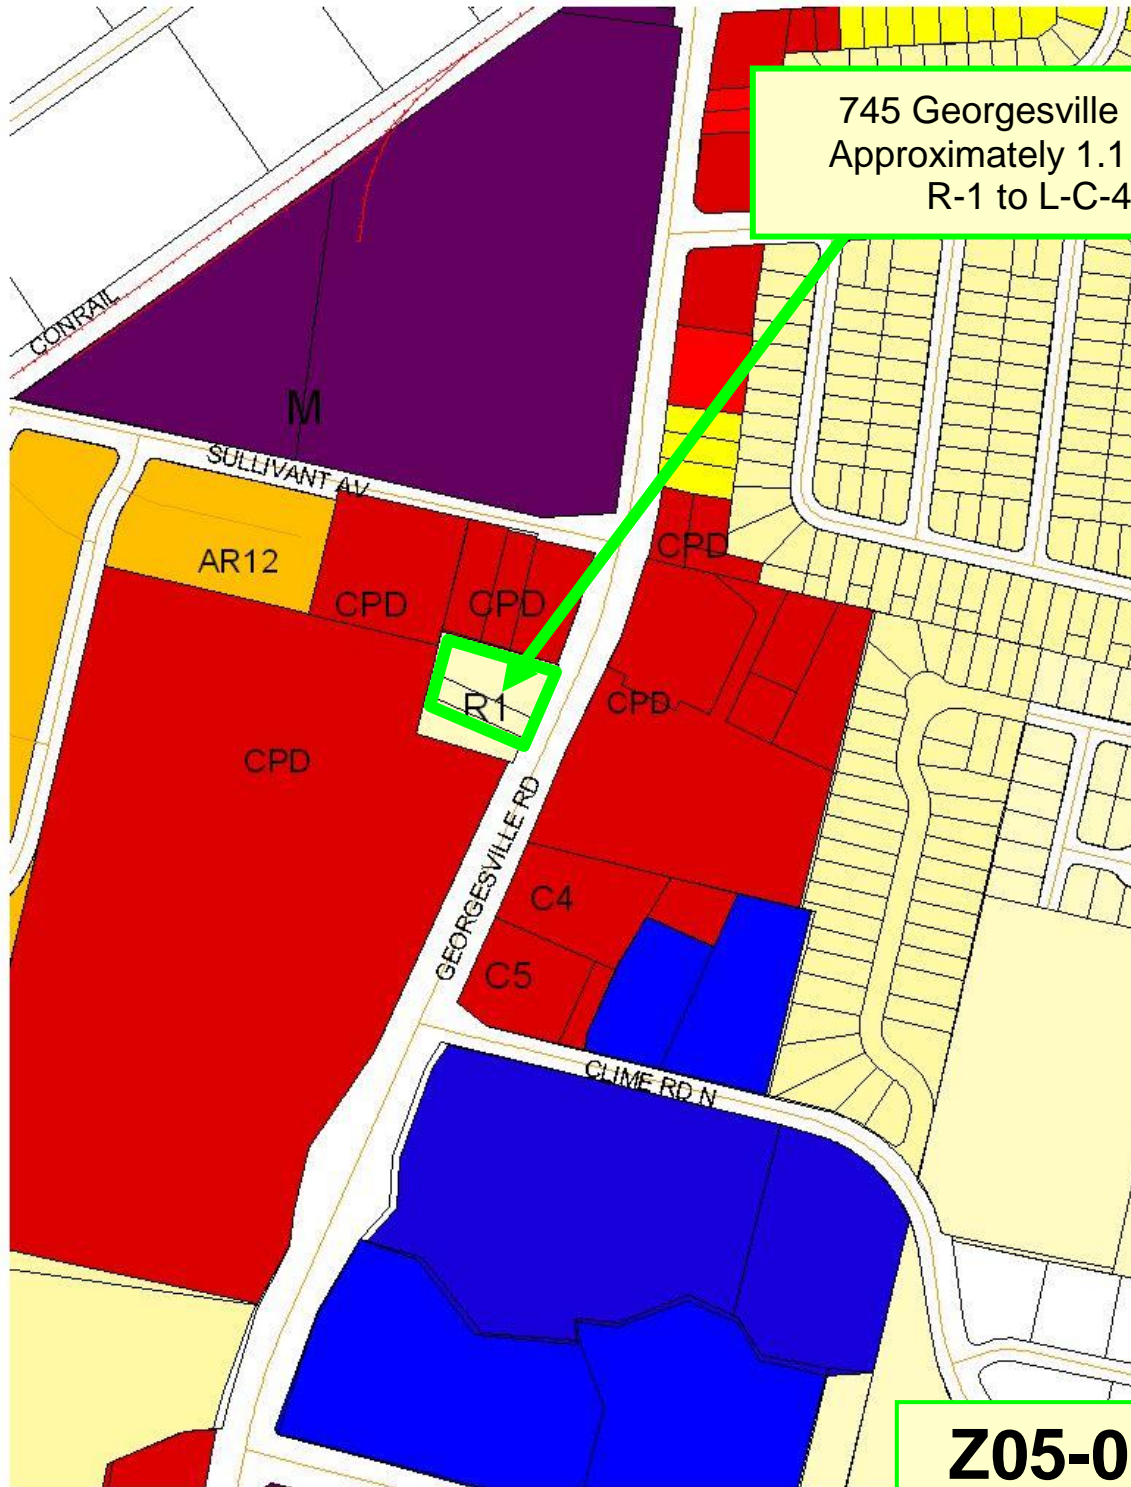 745 Georgesville
Approximately 1.1
R-1 to L-C-4
CONRAIL
M
SULLIVANT AV
AR12
CPD
CPD
CPD
R1
CPD
CPD
GEORGESVILLE RD
C4
C5
CLIME RD N
Z05-0